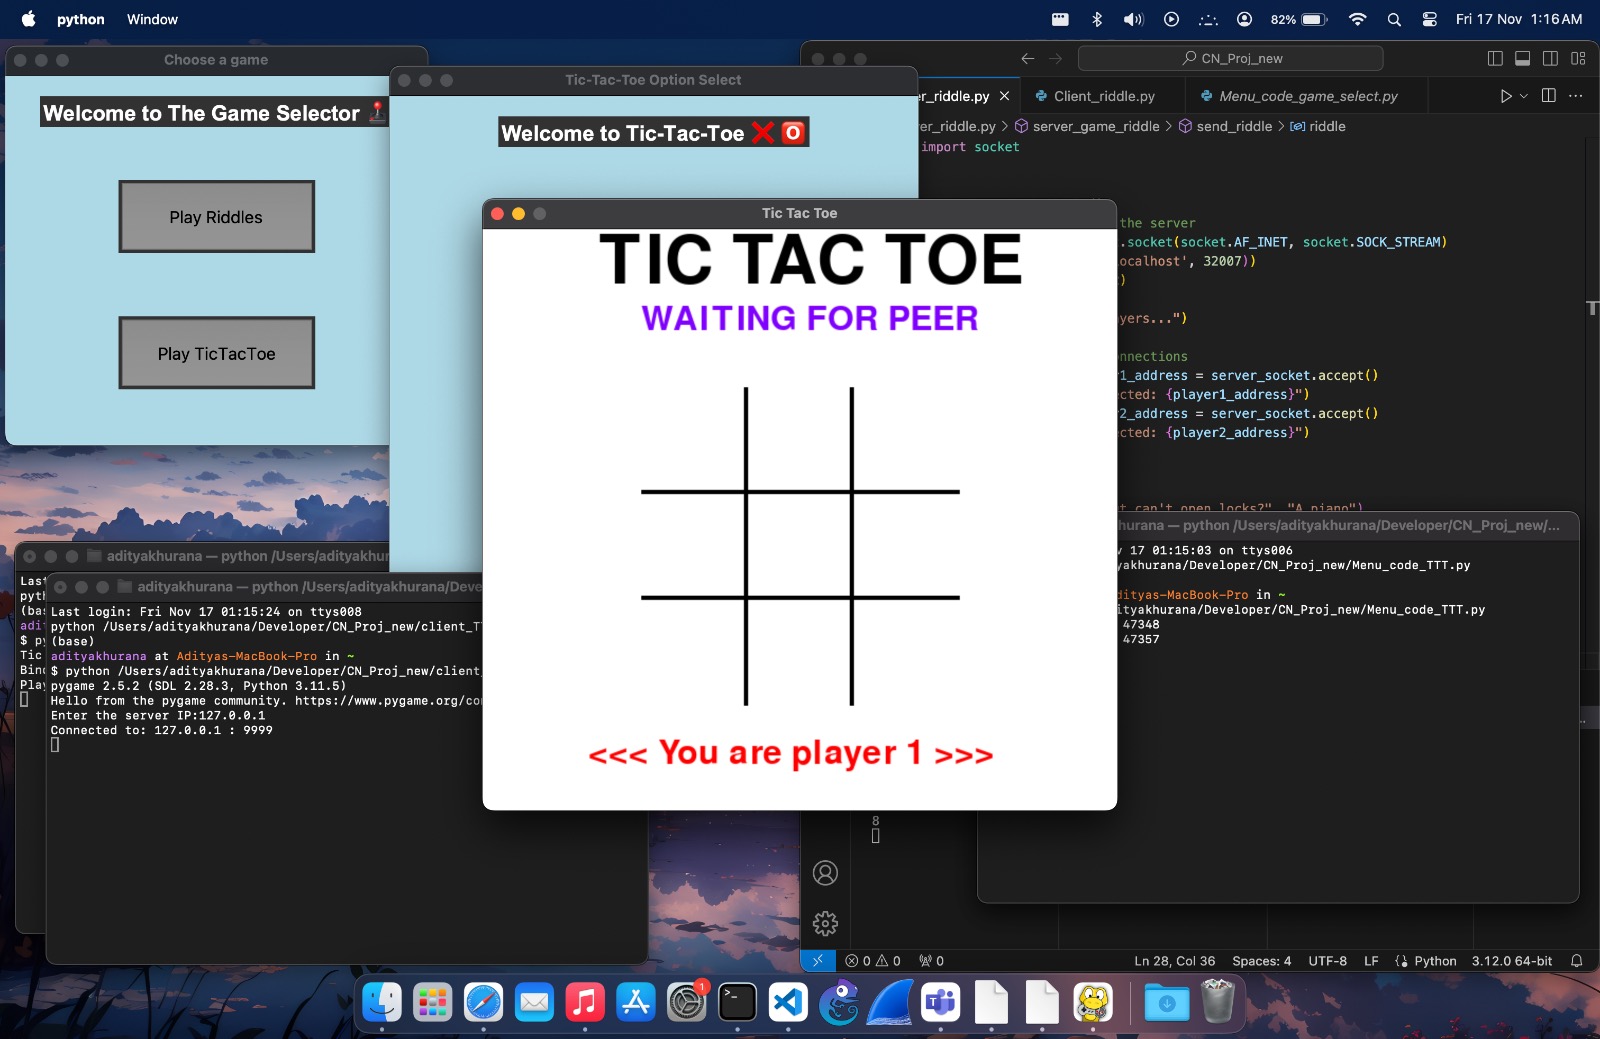 python Window
82% Fri 17 Nov 1:16 AM
Choose a game
Welcome to The Game Selector
Play Riddles
Play TicTacToe
Tic-Tac-Toe Option Select
Welcome to Tic-Tac-Toe ❌ 🅾
Tic Tac Toe
TIC TAC TOE
WAITING FOR PEER
<<< You are player 1 >>>
CN_Proj_new
er_riddle.py Client_riddle.py Menu_code_game_select.py
er_riddle.py > server_game_riddle > send_riddle > riddle
import socket
the server
.socket(socket.AF_INET, socket.SOCK_STREAM)
ocalhost', 32007))
)
yers...")
nnections
1_address = server_socket.accept()
cted: {player1_address}")
2_address = server_socket.accept()
cted: {player2_address}")
t can't open locks?", "A piano")
hurana — python /Users/adityakhurana/Developer/CN_Proj_new/...
v 17 01:15:03 on ttys006
yakhurana/Developer/CN_Proj_new/Menu_code_TTT.py
dityas-MacBook-Pro in ~
ityakhurana/Developer/CN_Proj_new/Menu_code_TTT.py
47348
47357
8
adityakhurana — python /Users/adityakhur
Last
pyth
(bas
adi
$ py
Tic
Bind
Play
adityakhurana — python /Users/adityakhurana/Deve
Last login: Fri Nov 17 01:15:24 on ttys008
python /Users/adityakhurana/Developer/CN_Proj_new/client_T
(base)
adityakhurana at Adityas-MacBook-Pro in ~
$ python /Users/adityakhurana/Developer/CN_Proj_new/client_
pygame 2.5.2 (SDL 2.28.3, Python 3.11.5)
Hello from the pygame community. https://www.pygame.org/co
Enter the server IP:127.0.0.1
Connected to: 127.0.0.1 : 9999
0 0 0 Ln 28, Col 36 Spaces: 4 UTF-8 LF Python 3.12.0 64-bit
1